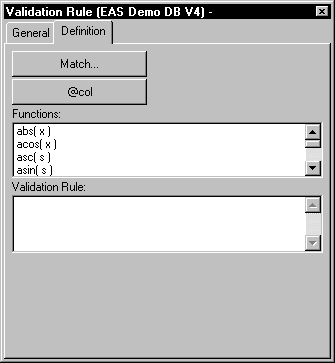 Validation Rule (EAS Demo DB V4) -
General
Definition
Match...
@col
Functions:
abs( x )
acos( x )
asc( s )
asin( s )
Validation Rule: